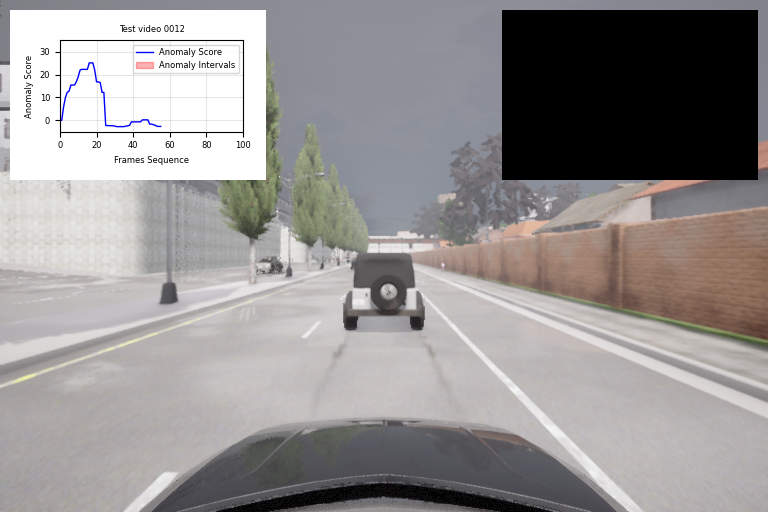 Test video 0012
Anomaly Score
Anomaly Intervals
Anomaly Score
30
20
10
0
0 20 40 60 80 100
Frames Sequence